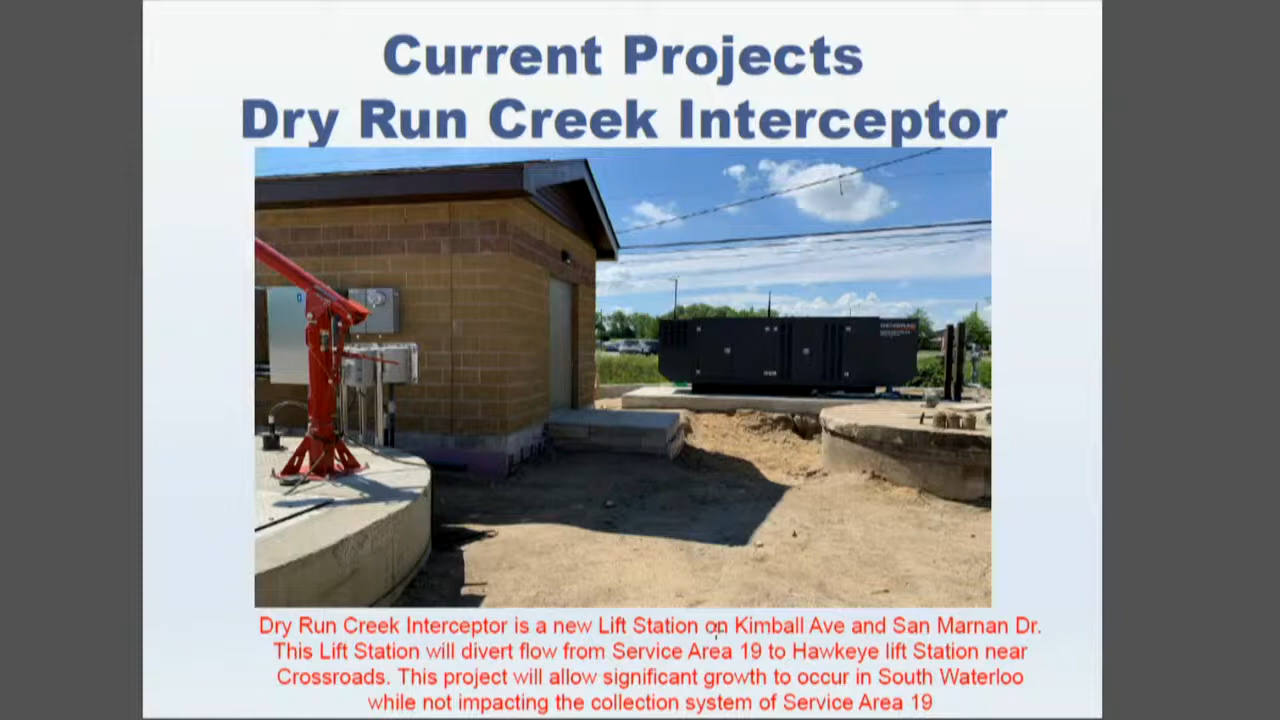 Current Projects
Dry Run Creek Interceptor
Dry Run Creek Interceptor is a new Lift Station on Kimball Ave and San Marnan Dr.
This Lift Station will divert flow from Service Area 19 to Hawkeye lift Station near
Crossroads. This project will allow significant growth to occur in South Waterloo
while not impacting the collection system of Service Area 19